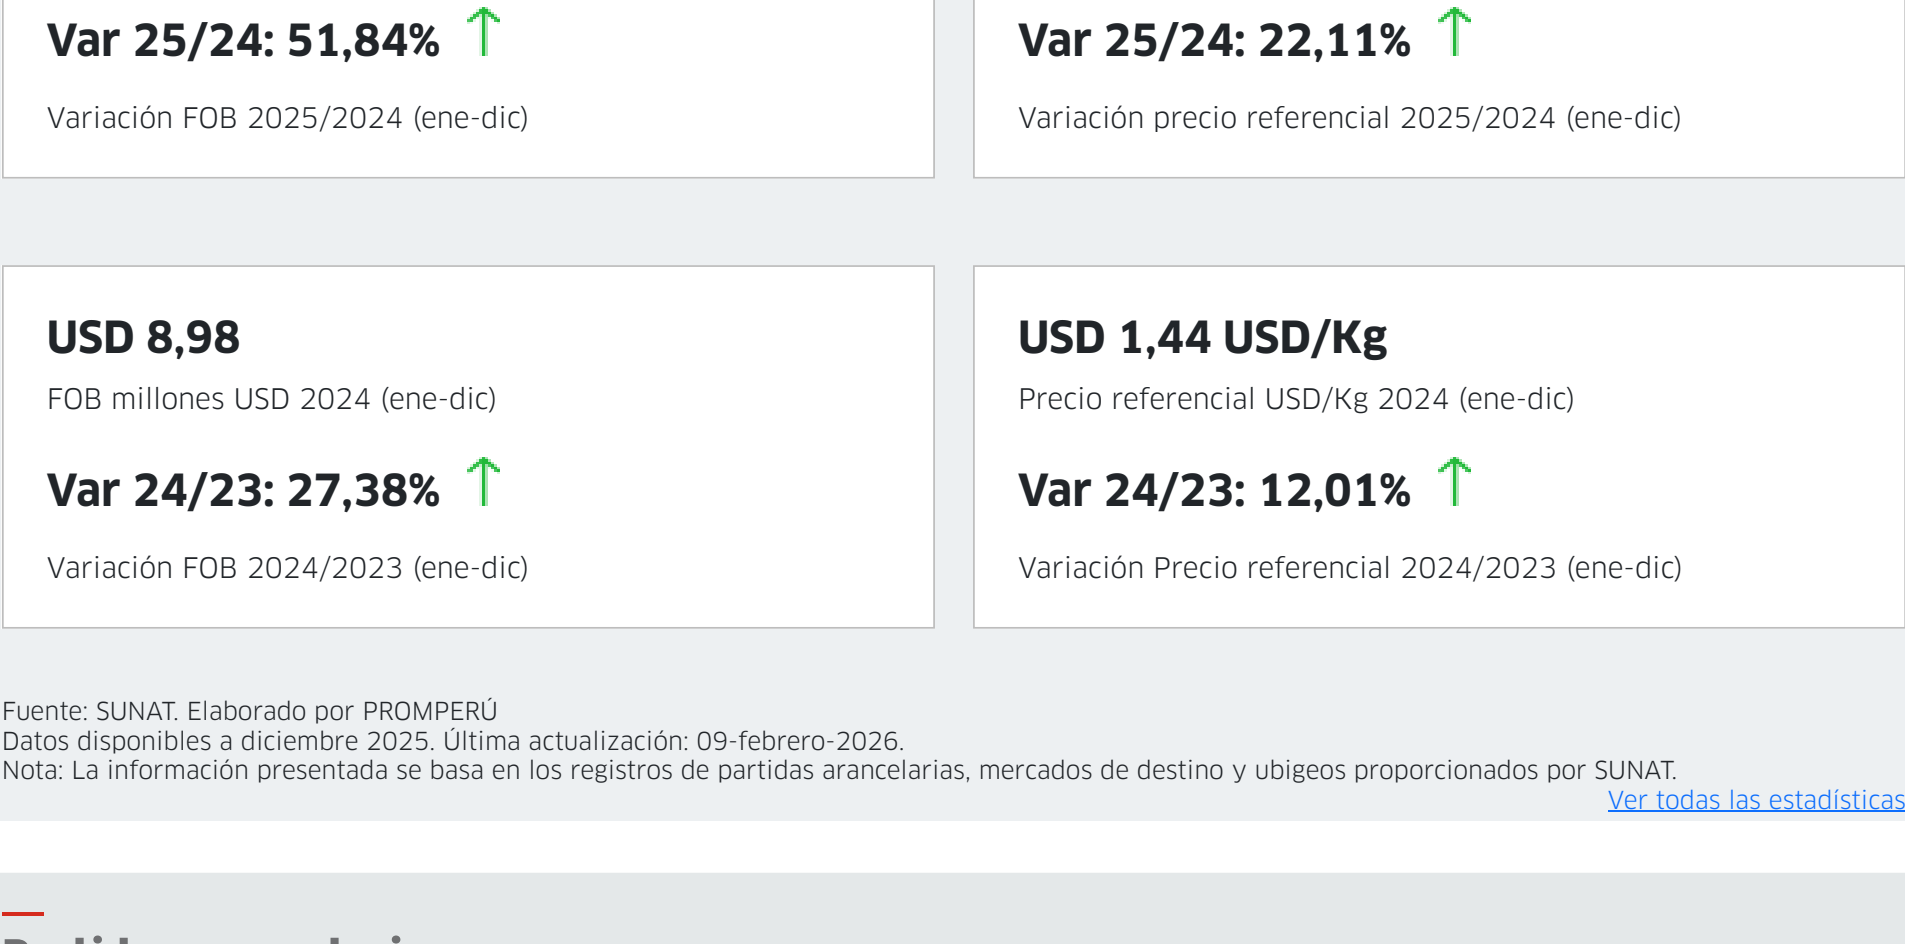 Var 25/24: 51,84%
Variación FOB 2025/2024 (ene-dic)
Var 25/24: 22,11%
Variación precio referencial 2025/2024 (ene-dic)
USD 8,98
FOB millones USD 2024 (ene-dic)
Var 24/23: 27,38%
Variación FOB 2024/2023 (ene-dic)
USD 1,44 USD/Kg
Precio referencial USD/Kg 2024 (ene-dic)
Var 24/23: 12,01%
Variación Precio referencial 2024/2023 (ene-dic)
Fuente: SUNAT. Elaborado por PROMPERÚ
Datos disponibles a diciembre 2025. Última actualización: 09-febrero-2026.
Nota: La información presentada se basa en los registros de partidas arancelarias, mercados de destino y ubigeos proporcionados por SUNAT.
Ver todas las estadísticas